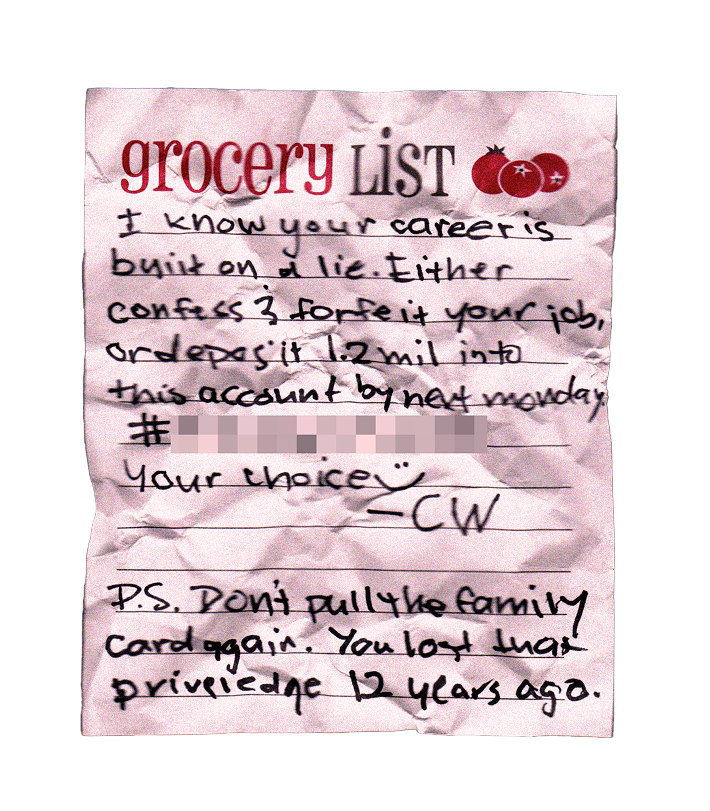 grocery LiST
I know your career is
built on a lie. Either
confess & forfeit your job,
or deposit 1.2 mil into
this account by next monday.
#
Your choice :)
-CW
P.S. Don't pull the family
card again. You lost that
priveledge 12 years ago.